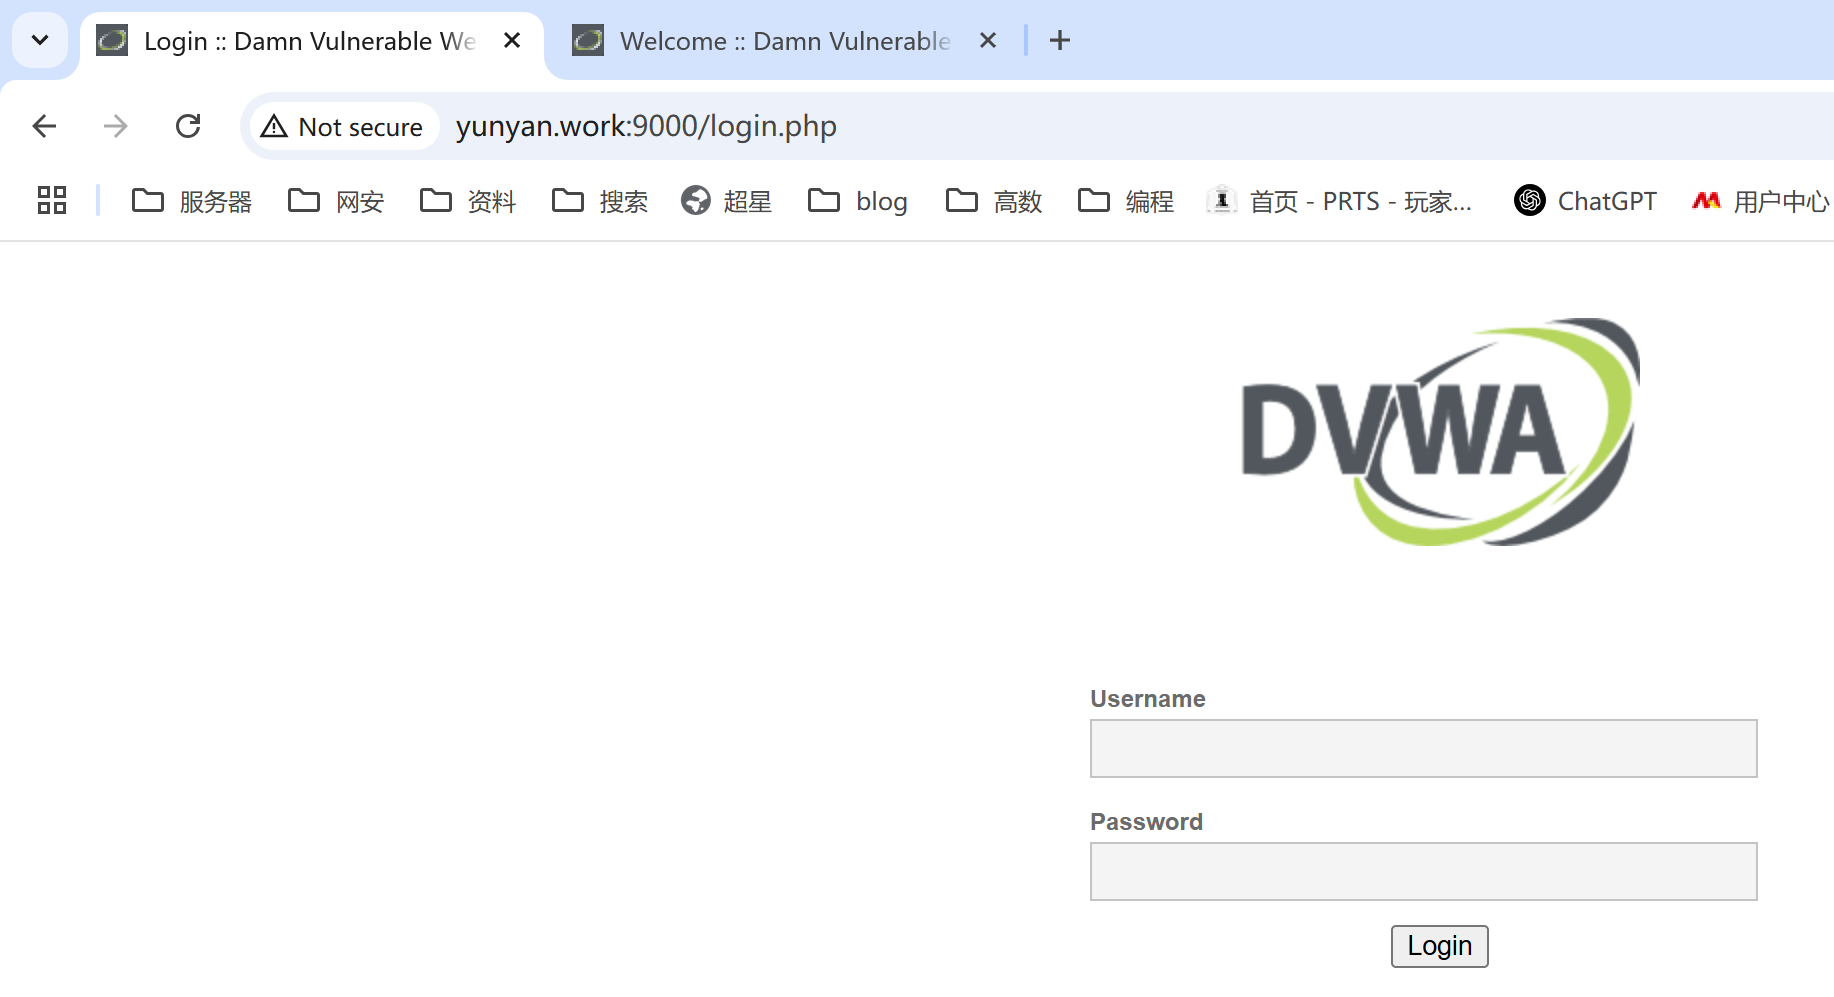 Login :: Damn Vulnerable We
Welcome :: Damn Vulnerable
Not secure
yunyan.work:9000/login.php
服务器
网安
资料
搜索
超星
blog
高数
编程
首页 - PRTS - 玩家...
ChatGPT
用户中心
DVWA
Username
Password
Login